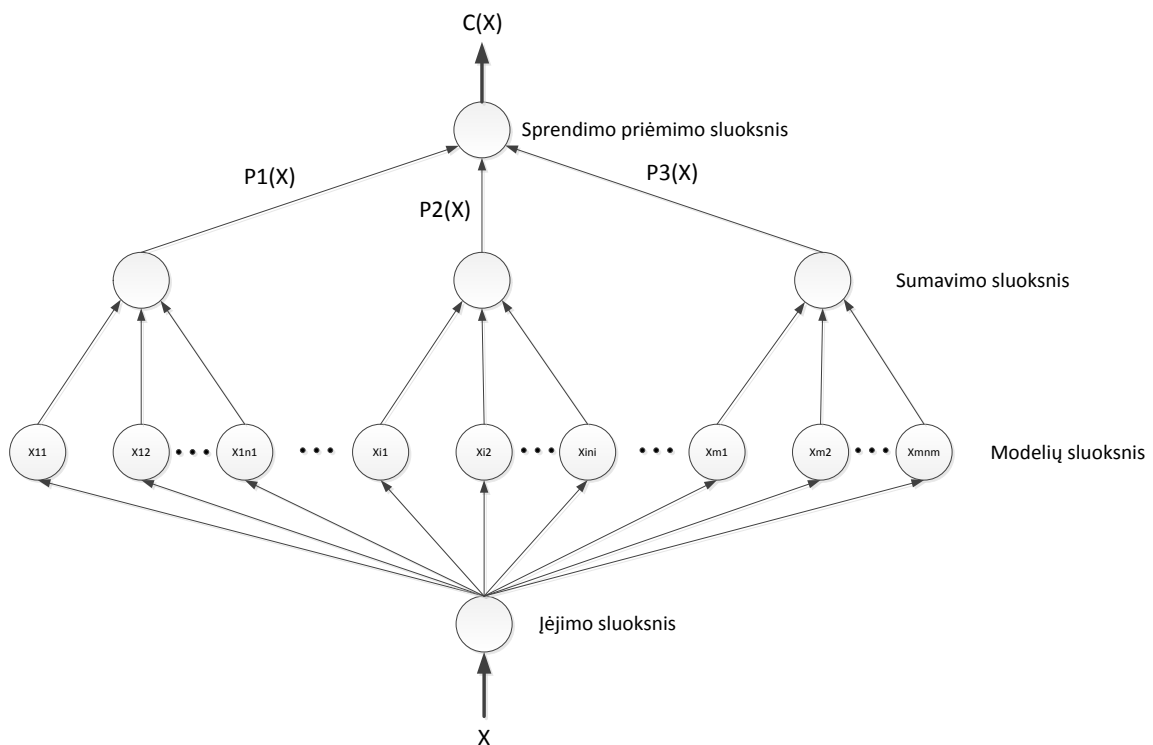 C(X)
Sprendimo priėmimo sluoksnis
P1(X)
P2(X)
P3(X)
Sumavimo sluoksnis
X11
X12
X1n1
Xi1
Xi2
Xini
Xm1
Xm2
Xmnm
Modelių sluoksnis
Įėjimo sluoksnis
X